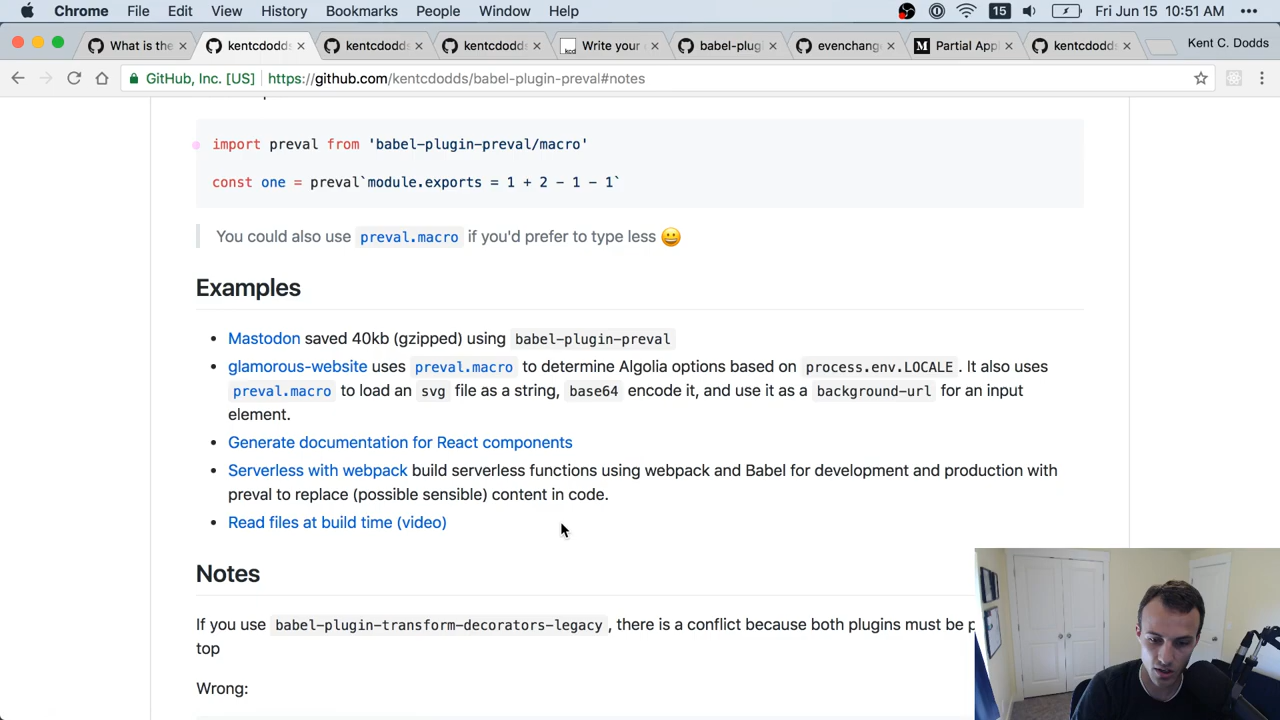 Chrome File Edit View History Bookmarks People Window Help 15 Fri Jun 15 10:51 AM
What is the kentcdodds kentcdodds kentcdodds Write your babel-plug evenchange Partial Appl kentcdodds Kent C. Dodds
GitHub, Inc. [US] https://github.com/kentcdodds/babel-plugin-preval#notes
import preval from 'babel-plugin-preval/macro'
const one = preval`module.exports = 1 + 2 - 1 - 1`
You could also use preval.macro if you'd prefer to type less 😀
Examples
• Mastodon saved 40kb (gzipped) using babel-plugin-preval
• glamorous-website uses preval.macro to determine Algolia options based on process.env.LOCALE. It also uses
preval.macro to load an svg file as a string, base64 encode it, and use it as a background-url for an input
element.
• Generate documentation for React components
• Serverless with webpack build serverless functions using webpack and Babel for development and production with
preval to replace (possible sensible) content in code.
• Read files at build time (video)
Notes
If you use babel-plugin-transform-decorators-legacy, there is a conflict because both plugins must be p
top
Wrong: